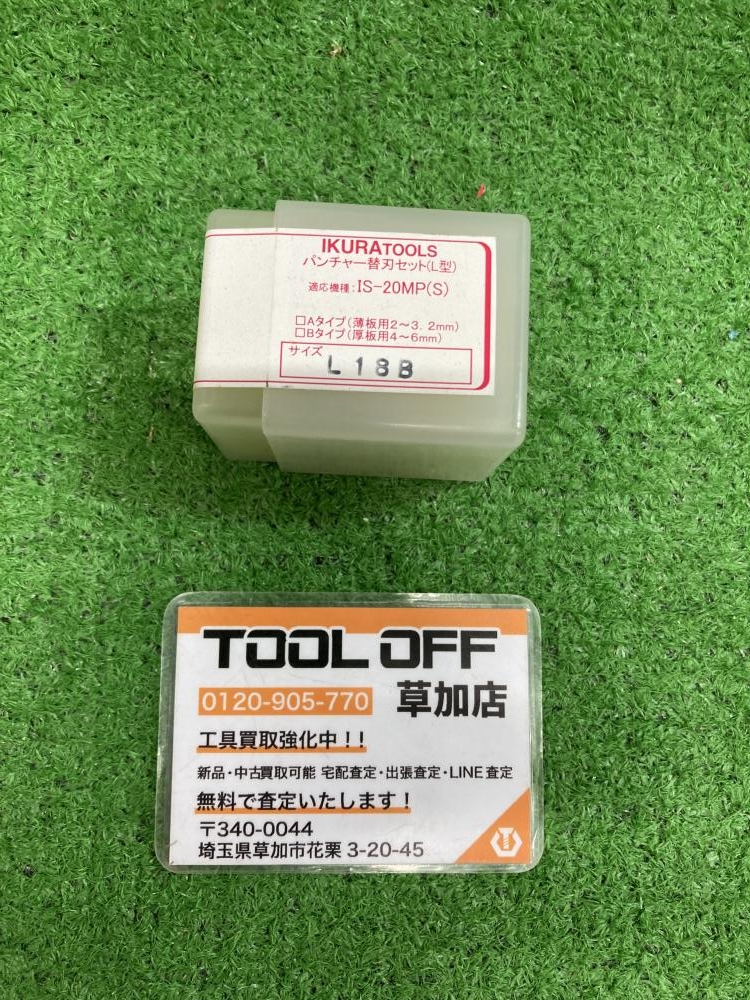 IKURATOOLS
パンチャー替刃セット(L型)
適応機種:IS-20MP(S)
□Aタイプ(薄板用2~3.2mm)
□Bタイプ(厚板用4~6mm)
サイズ
L18B
TOOL OFF
0120-905-770 草加店
工具買取強化中!!
新品・中古買取可能 宅配査定・出張査定・LINE査定
無料で査定いたします!
〒340-0044
埼玉県草加市花栗 3-20-45